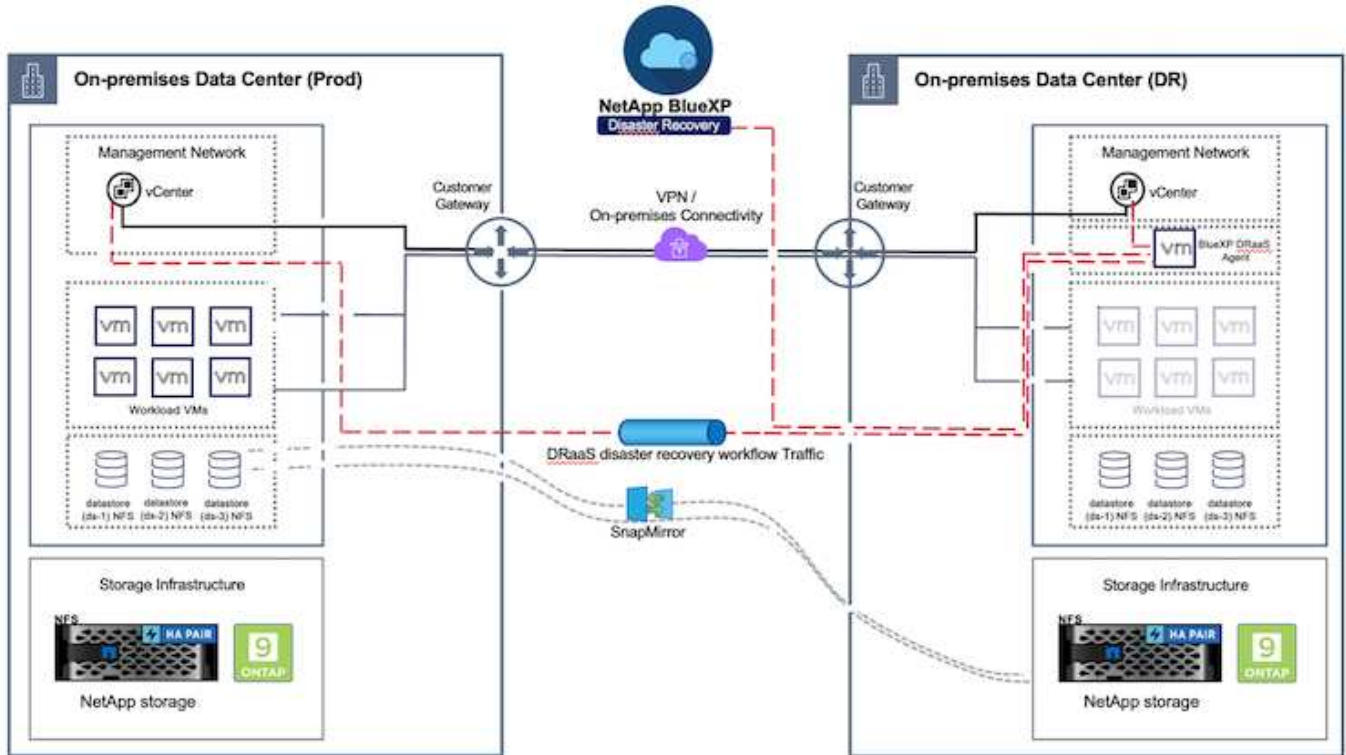 On-premises Data Center (Prod)
Management Network
vCenter
vm vm vm
vm vm vm
Workload VMs
datastore datastore datastore
(ds-1) NFS (ds-2) NFS (ds-3) NFS
Storage Infrastructure
NFS
HA PAIR
9
ONTAP
NetApp storage
NetApp BlueXP
Disaster Recovery
Customer
Gateway
VPN /
On-premises Connectivity
Customer
Gateway
DRaaS disaster recovery workflow Traffic
SnapMirror
On-premises Data Center (DR)
Management Network
vCenter
vm
BlueXP DRaaS
Agent
vm vm vm
vm vm vm
Workload VMs
datastore datastore datastore
(ds-1) NFS (ds-2) NFS (ds-3) NFS
Storage Infrastructure
NFS
HA PAIR
9
ONTAP
NetApp storage